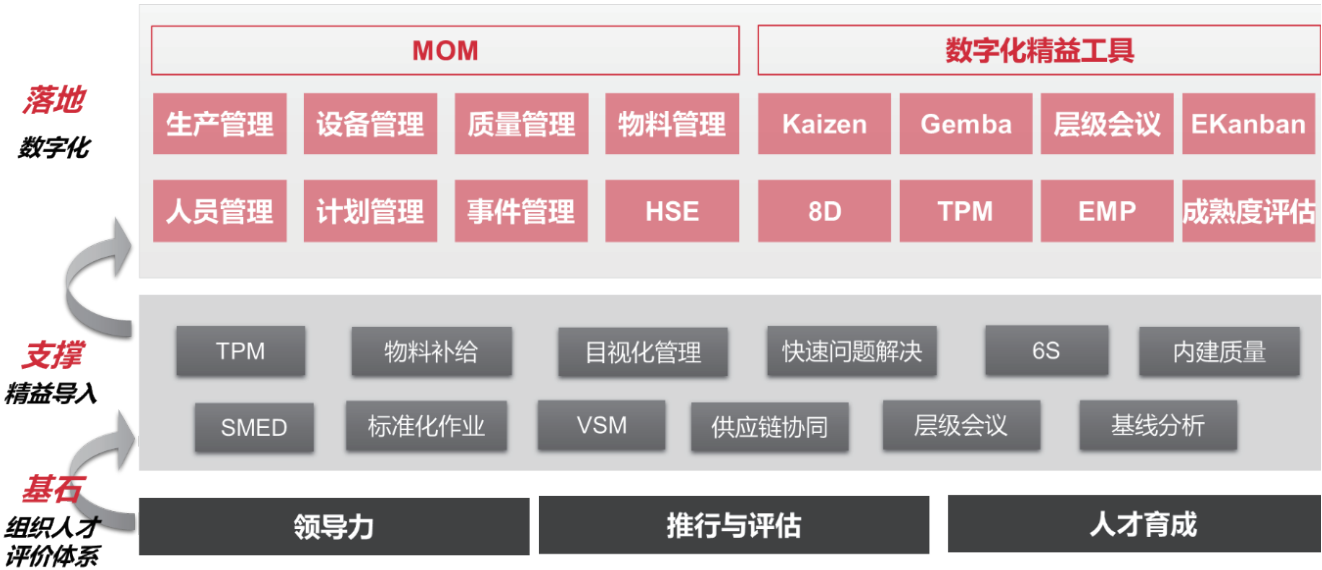 MOM
数字化精益工具
落地
数字化
生产管理
设备管理
质量管理
物料管理
Kaizen
Gemba
层级会议
EKanban
人员管理
计划管理
事件管理
HSE
8D
TPM
EMP
成熟度评估
支撑
精益导入
TPM
物料补给
目视化管理
快速问题解决
6S
内建质量
SMED
标准化作业
VSM
供应链协同
层级会议
基线分析
基石
组织人才
评价体系
领导力
推行与评估
人才育成